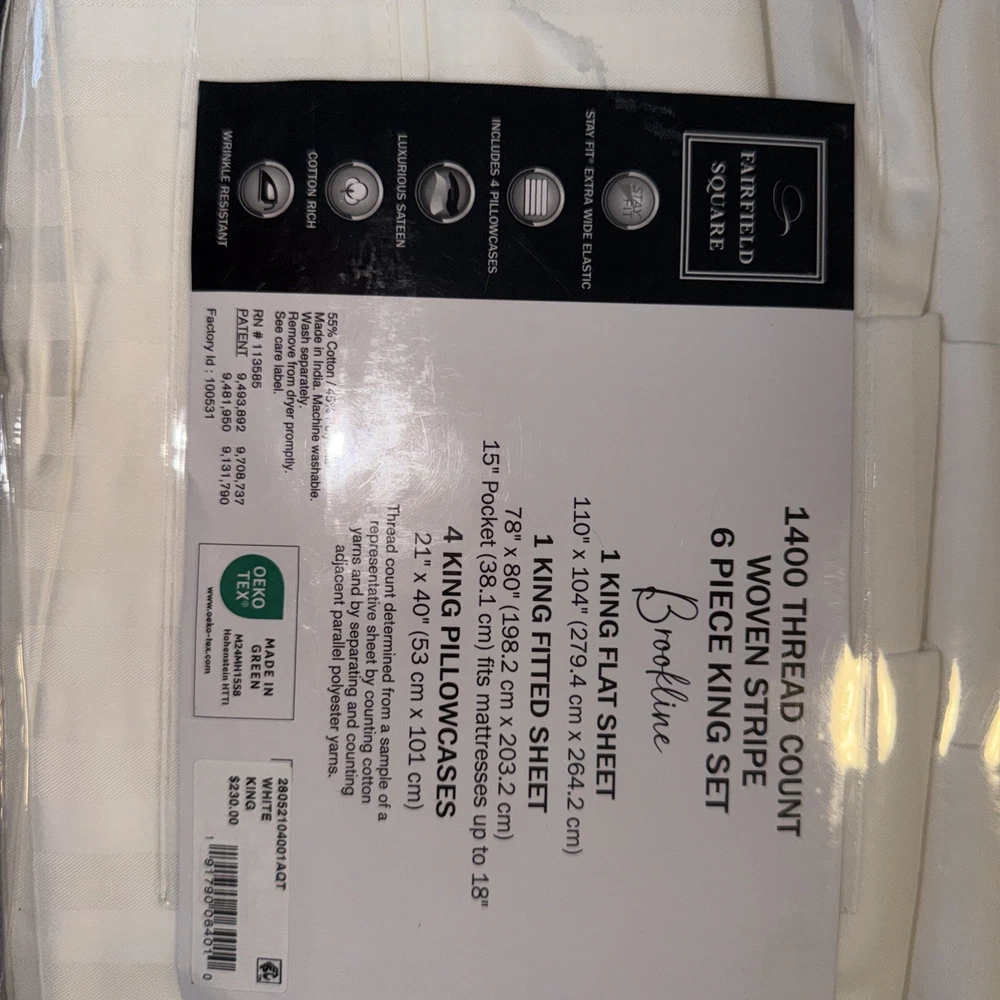 FAIRFIELD
SQUARE
STAY
FIT
STAY FIT® EXTRA WIDE ELASTIC
INCLUDES 4 PILLOWCASES
LUXURIOUS SATEEN
COTTON RICH
WRINKLE RESISTANT
1400 THREAD COUNT
WOVEN STRIPE
6 PIECE KING SET
Brookline
1 KING FLAT SHEET
110" x 104" (279.4 cm x 264.2 cm)
1 KING FITTED SHEET
78" x 80" (198.2 cm x 203.2 cm)
15" Pocket (38.1 cm) fits mattresses up to 18"
4 KING PILLOWCASES
21" x 40" (53 cm x 101 cm)
Thread count determined from a sample of a
representative sheet by counting cotton
yarns and by separating and counting
adjacent parallel polyester yarns.
55% Cotton / 45%
Made in India. Machine washable.
Wash separately.
Remove from dryer promptly.
See care label.
RN # 113585
PATENT 9,493,892 9,708,737
9,481,950 9,131,790
Factory Id : 100531
OEKO
TEX®
MADE IN
GREEN
M24MH1558
Hohenstein HTTI
www.oeko-tex.com
28052104001AQT
WHITE
KING
$230.00
1 91790 06401 0